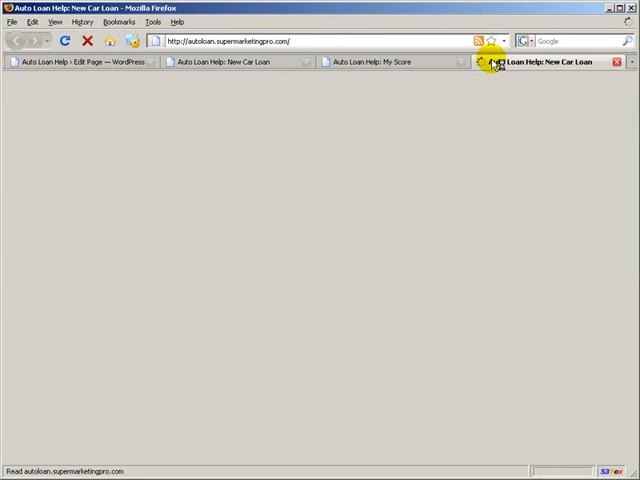 Auto Loan Help: New Car Loan - Mozilla Firefox
File Edit View History Bookmarks Tools Help
http://autoloan.supermarketingpro.com/ Google
Auto Loan Help › Edit Page — WordPress Auto Loan Help: New Car Loan Auto Loan Help: My Score Loan Help: New Car Loan
Read autoloan.supermarketingpro.com S3Fox